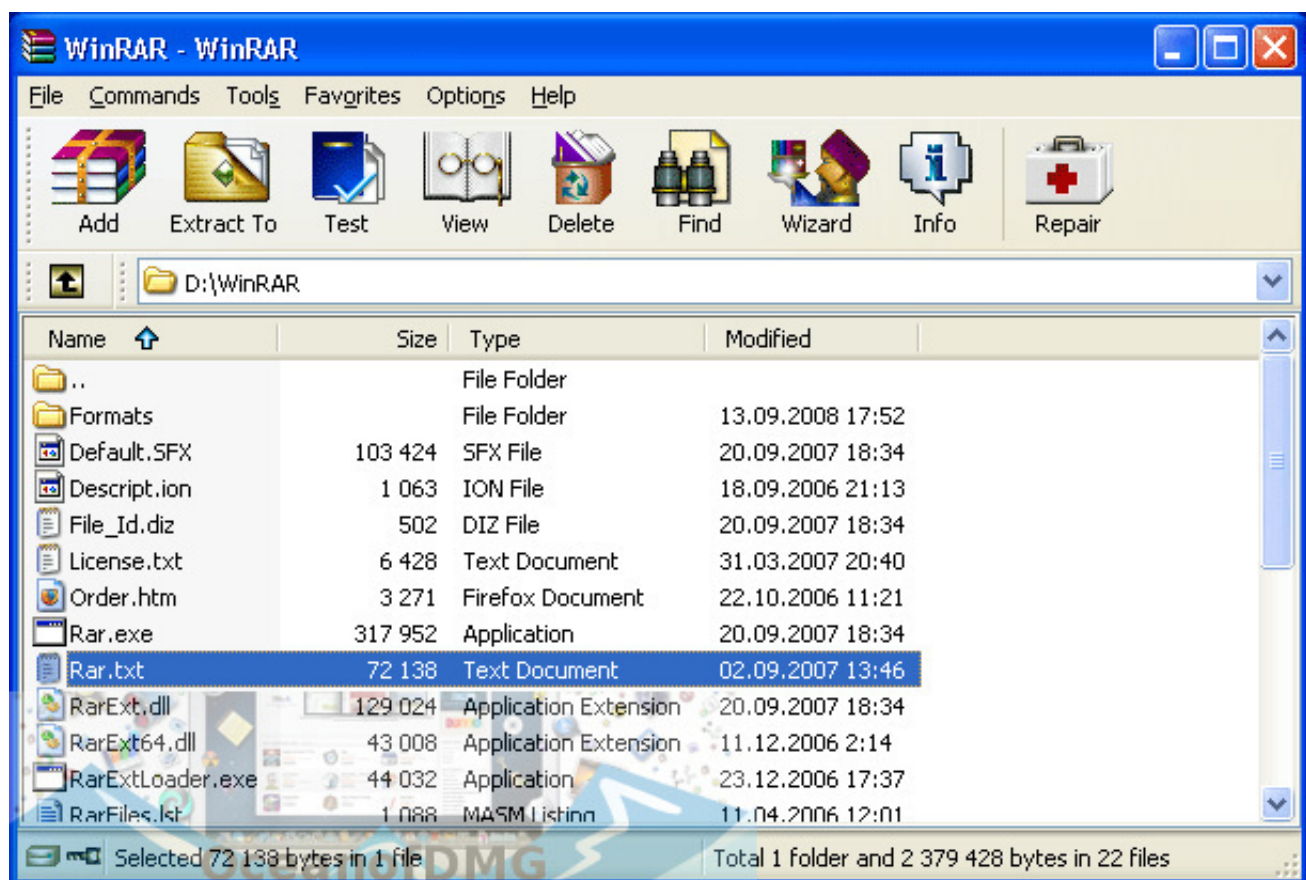 WinRAR - WinRAR
File Commands Tools Favorites Options Help
Add Extract To Test View Delete Find Wizard Info Repair
D:\WinRAR
Name Size Type Modified
.. File Folder
Formats File Folder 13.09.2008 17:52
Default.SFX 103 424 SFX File 20.09.2007 18:34
Descript.ion 1 063 ION File 18.09.2006 21:13
File_Id.diz 502 DIZ File 20.09.2007 18:34
License.txt 6 428 Text Document 31.03.2007 20:40
Order.htm 3 271 Firefox Document 22.10.2006 11:21
Rar.exe 317 952 Application 20.09.2007 18:34
Rar.txt 72 138 Text Document 02.09.2007 13:46
RarExt.dll 129 024 Application Extension 20.09.2007 18:34
RarExt64.dll 43 008 Application Extension 11.12.2006 2:14
RarExtLoader.exe 44 032 Application 23.12.2006 17:37
RarFiles.lst 1 088 MASM Listing 11.04.2006 12:01
Selected 72 138 bytes in 1 file Total 1 folder and 2 379 428 bytes in 22 files
OceanofDMG